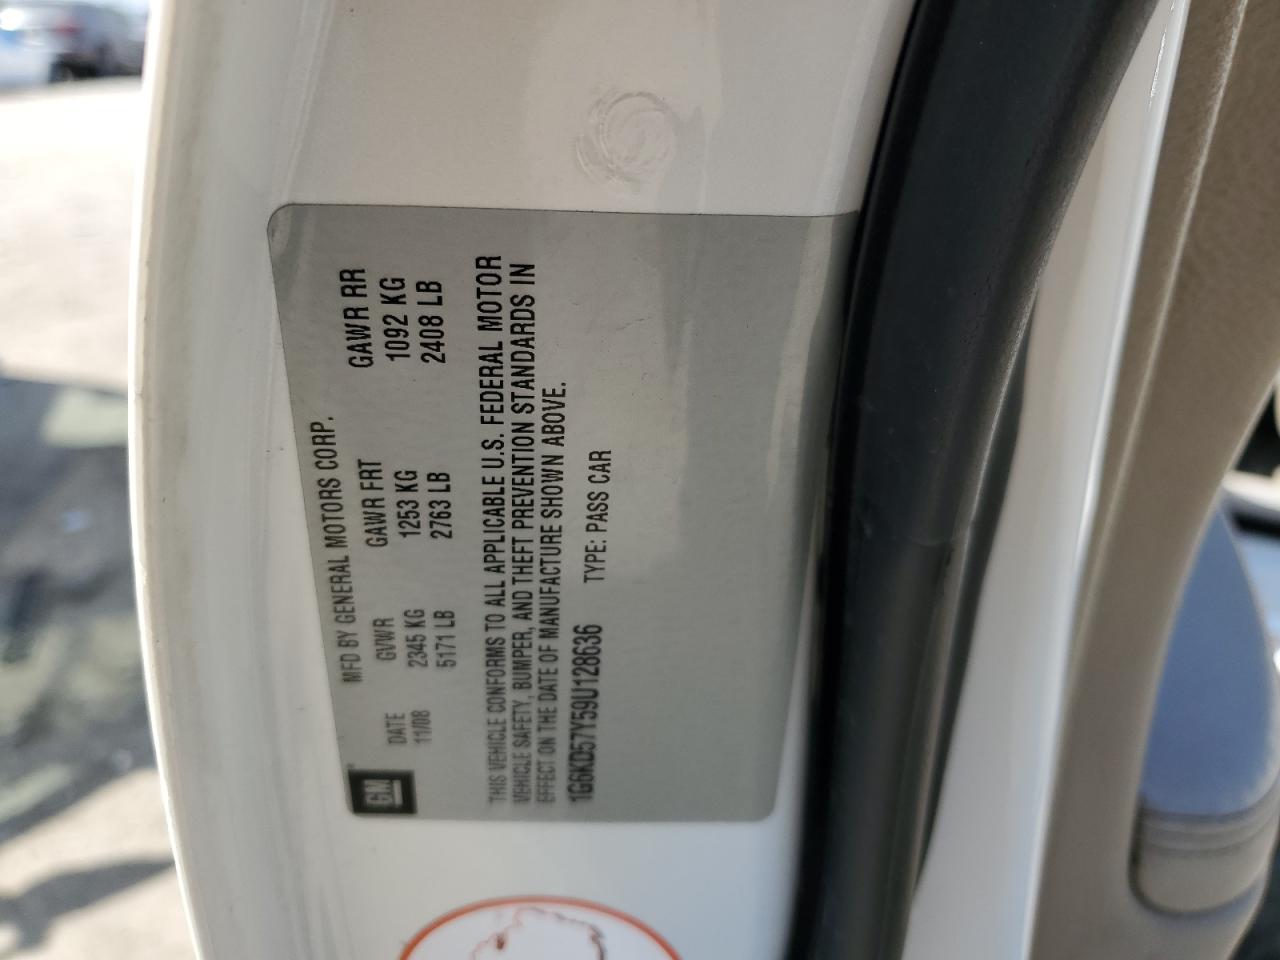 GM
MFD BY GENERAL MOTORS CORP.
DATE GVWR GAWR FRT GAWR RR
11/08 2345 KG 1253 KG 1092 KG
5171 LB 2763 LB 2408 LB
THIS VEHICLE CONFORMS TO ALL APPLICABLE U.S. FEDERAL MOTOR
VEHICLE SAFETY, BUMPER, AND THEFT PREVENTION STANDARDS IN
EFFECT ON THE DATE OF MANUFACTURE SHOWN ABOVE.
1G6KD57Y59U128636 TYPE: PASS CAR